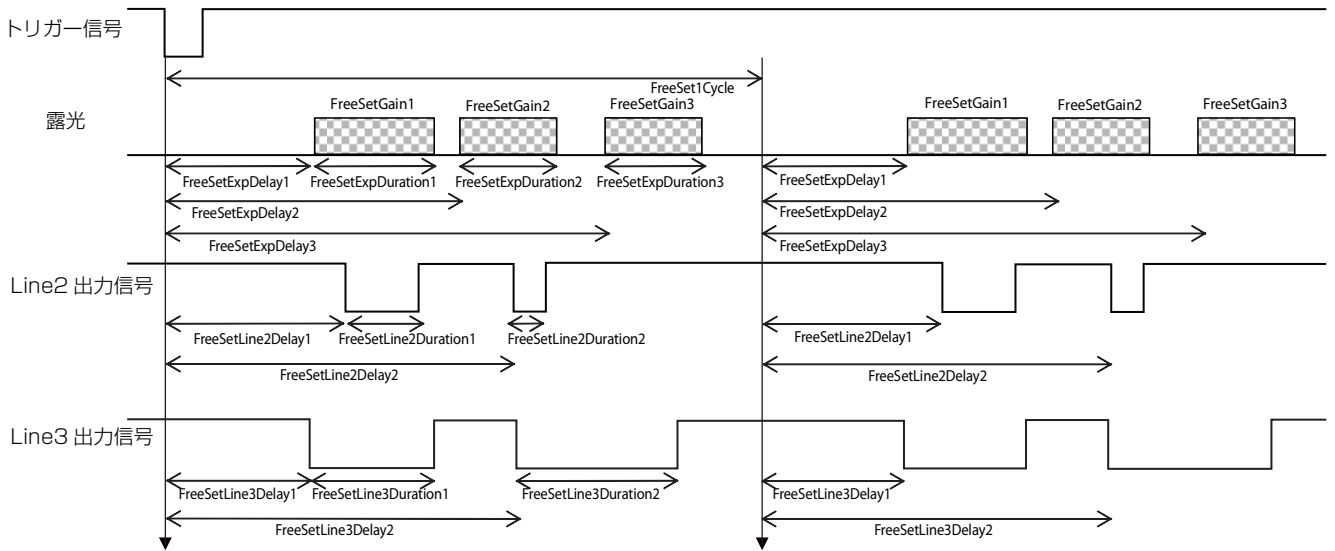 トリガー信号
FreeSet1Cycle
FreeSetGain1 FreeSetGain2 FreeSetGain3 FreeSetGain1 FreeSetGain2 FreeSetGain3
露光
FreeSetExpDelay1 FreeSetExpDuration1 FreeSetExpDuration2 FreeSetExpDuration3 FreeSetExpDelay1
FreeSetExpDelay2 FreeSetExpDelay2
FreeSetExpDelay3 FreeSetExpDelay3
Line2 出力信号
FreeSetLine2Delay1 FreeSetLine2Duration1 FreeSetLine2Duration2 FreeSetLine2Delay1
FreeSetLine2Delay2 FreeSetLine2Delay2
Line3 出力信号
FreeSetLine3Delay1 FreeSetLine3Duration1 FreeSetLine3Duration2 FreeSetLine3Delay1
FreeSetLine3Delay2 FreeSetLine3Delay2